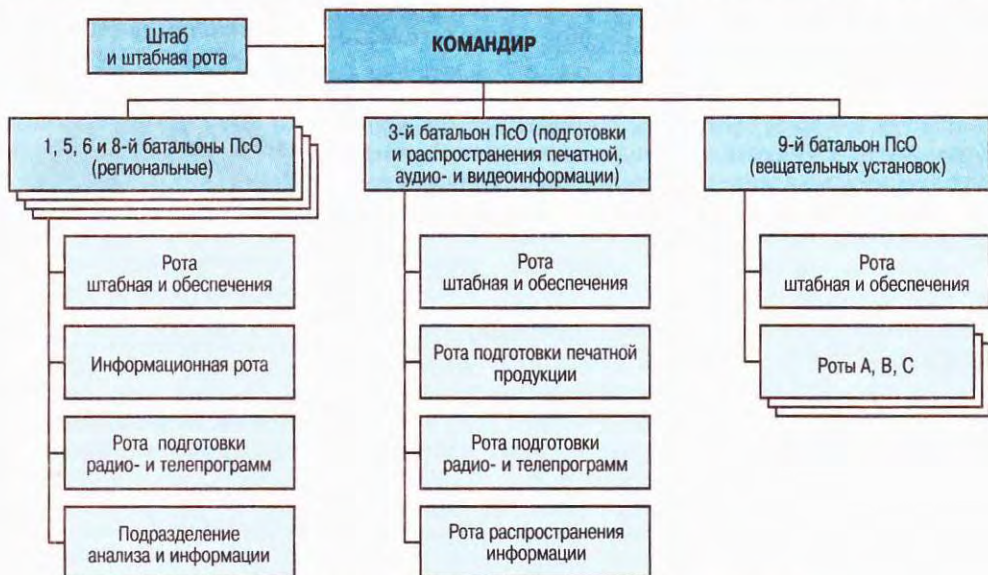 Штаб
и штабная рота
КОМАНДИР
1, 5, 6 и 8-й батальоны ПсО
(региональные)
3-й батальон ПсО (подготовки
и распространения печатной,
аудио- и видеоинформации)
9-й батальон ПсО
(вещательных установок)
Рота
штабная и обеспечения
Информационная рота
Рота подготовки
радио- и телепрограмм
Подразделение
анализа и информации
Рота
штабная и обеспечения
Рота подготовки печатной
продукции
Рота подготовки
радио- и телепрограмм
Рота распространения
информации
Рота
штабная и обеспечения
Роты А, В, С